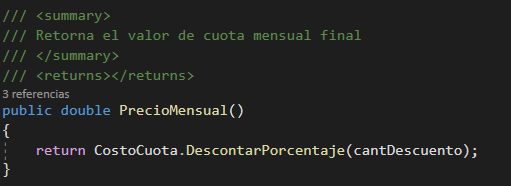 /// <summary>
/// Retorna el valor de cuota mensual final
/// </summary>
/// <returns></returns>
3 referencias
public double PrecioMensual()
{
return CostoCuota.DescontarPorcentaje(cantDescuento);
}